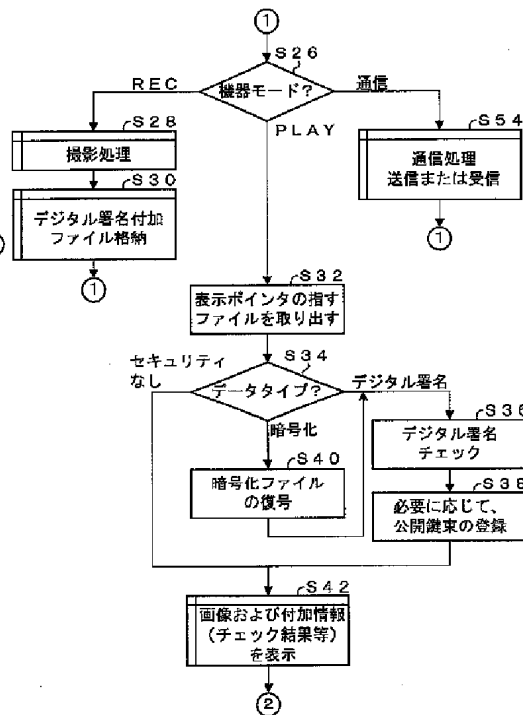 ①
S26
機器モード?
REC
通信
PLAY
S28
撮影処理
S54
通信処理
送信または受信
①
S30
デジタル署名付加
ファイル格納
①
S32
表示ポインタの指す
ファイルを取り出す
S34
データタイプ?
セキュリティ
なし
デジタル署名
暗号化
S36
デジタル署名
チェック
S40
暗号化ファイル
の復号
S38
必要に応じて、
公開鍵束の登録
S42
画像および付加情報
(チェック結果等)
を表示
②